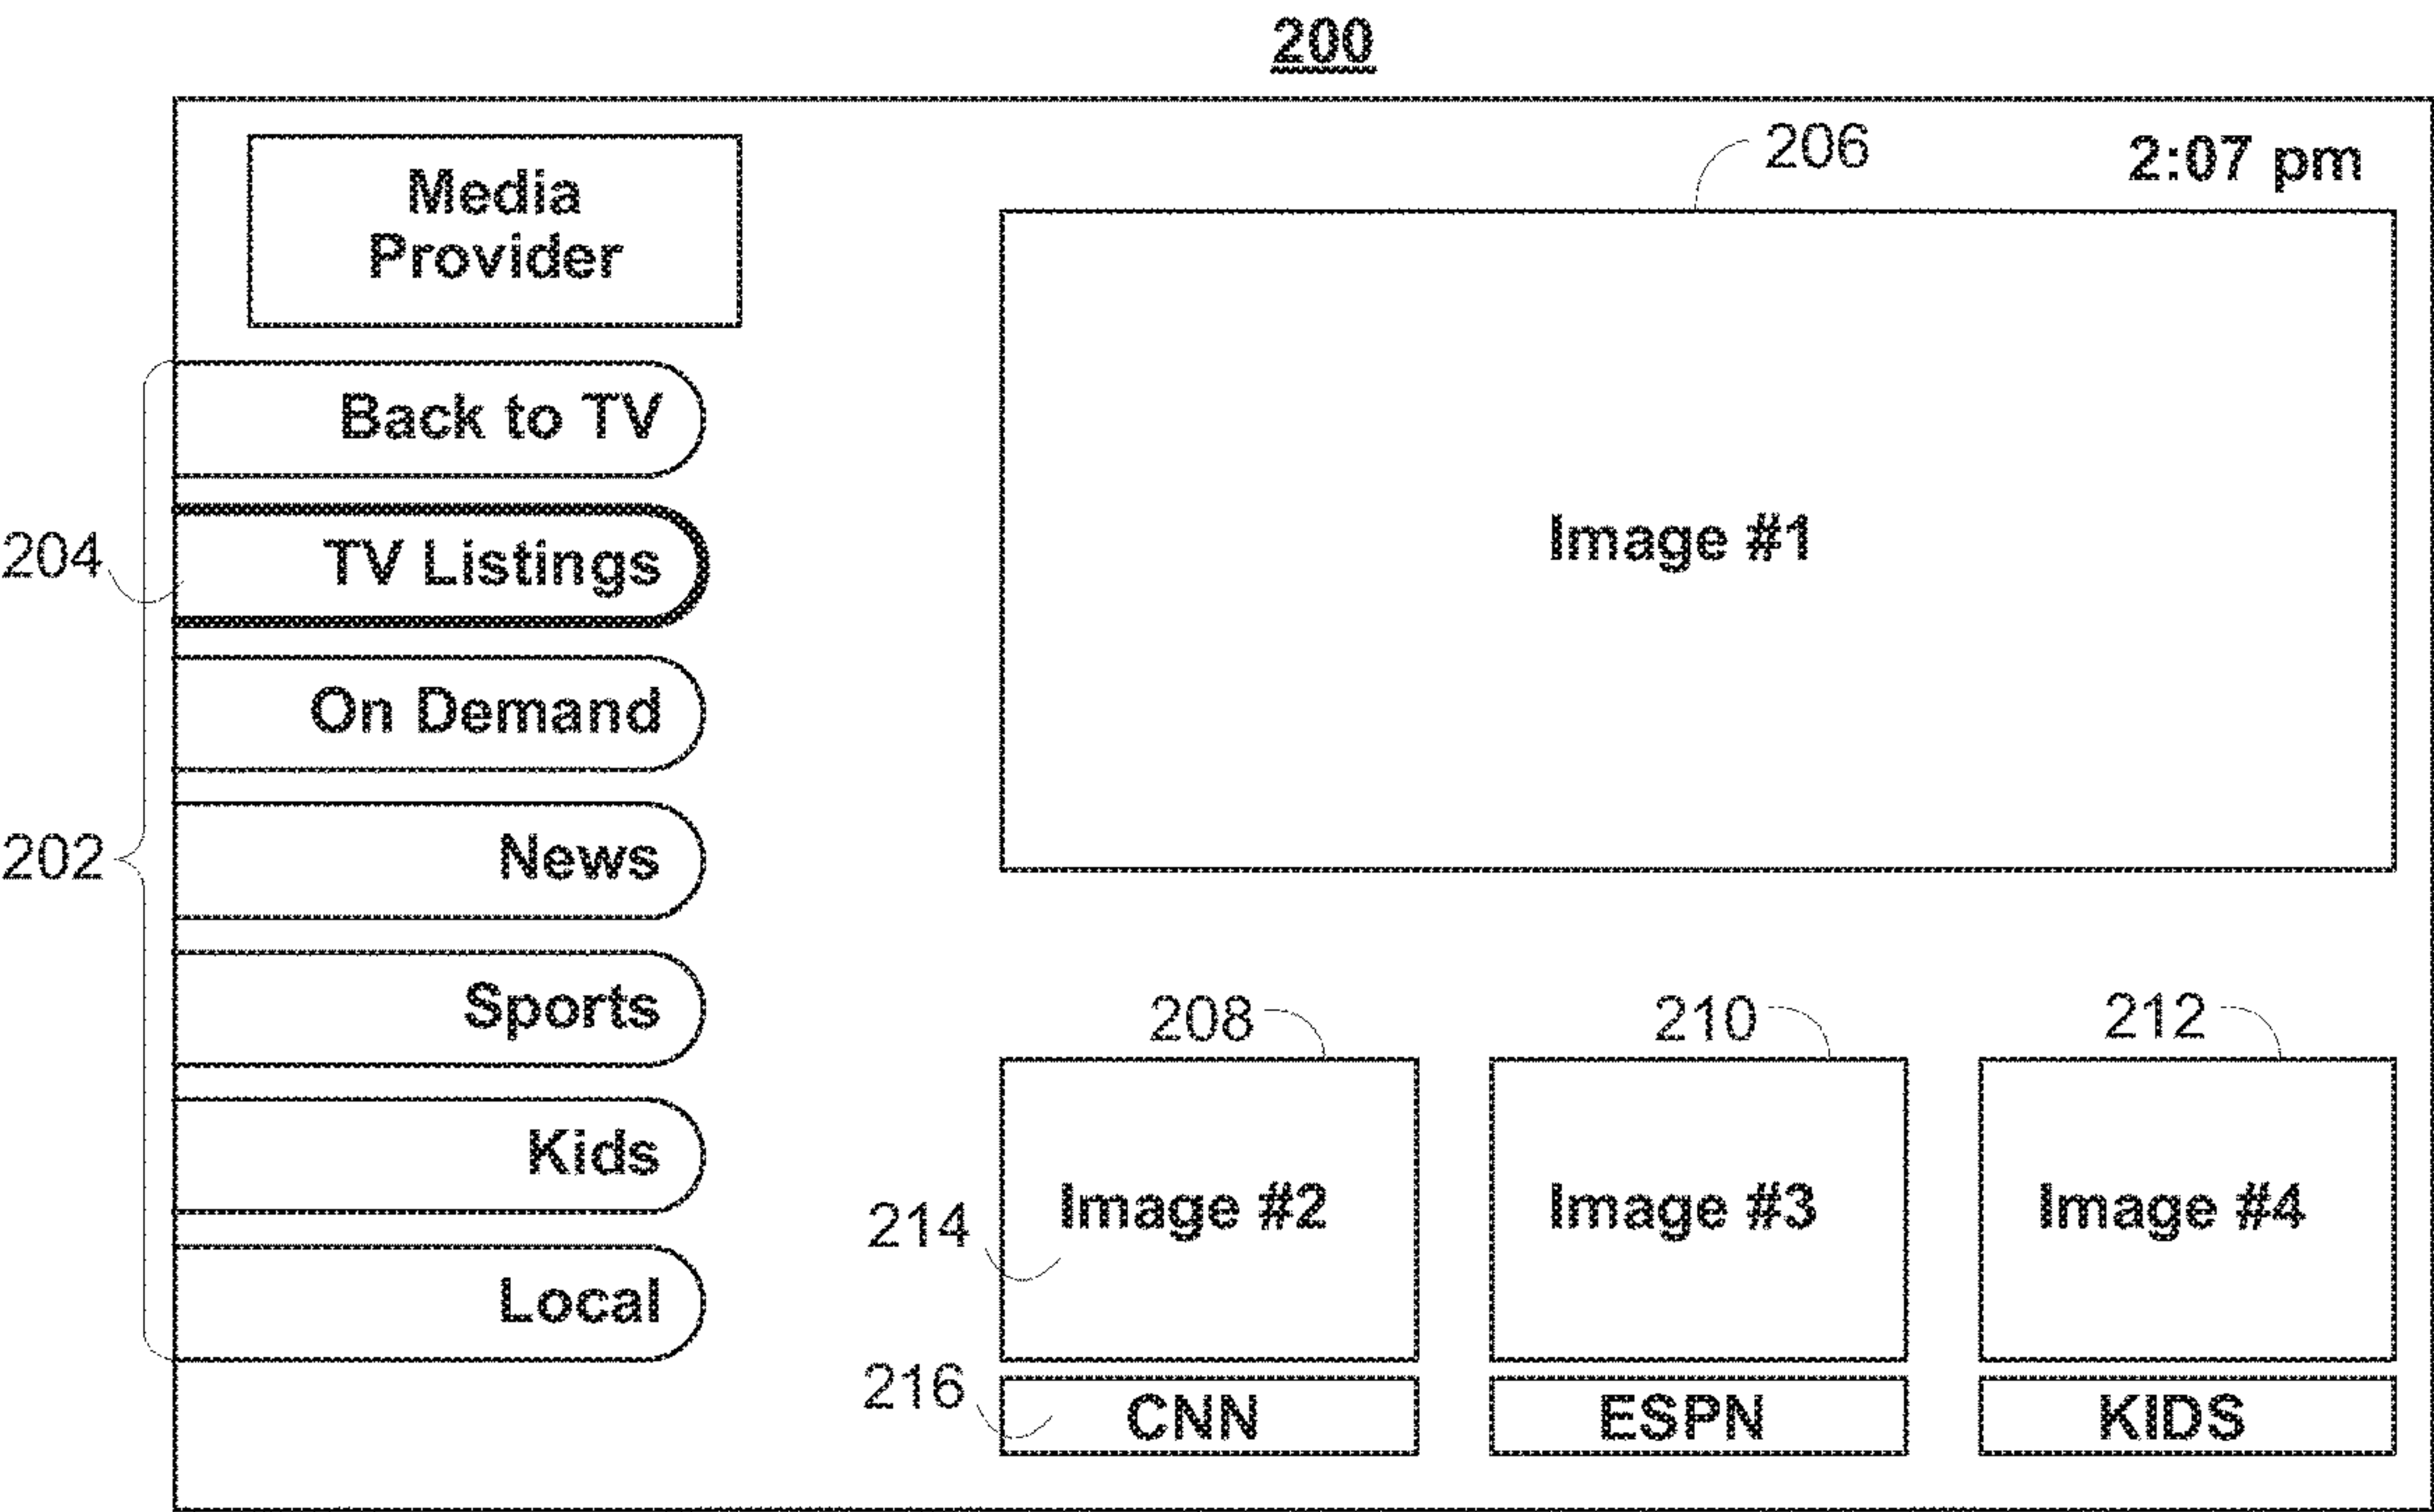 200
206
2:07 pm
Media
Provider
Image #1
Back to TV
204
TV Listings
On Demand
202
News
Sports
Kids
Local
208
210
212
214
Image #2
Image #3
Image #4
216
CNN
ESPN
KIDS